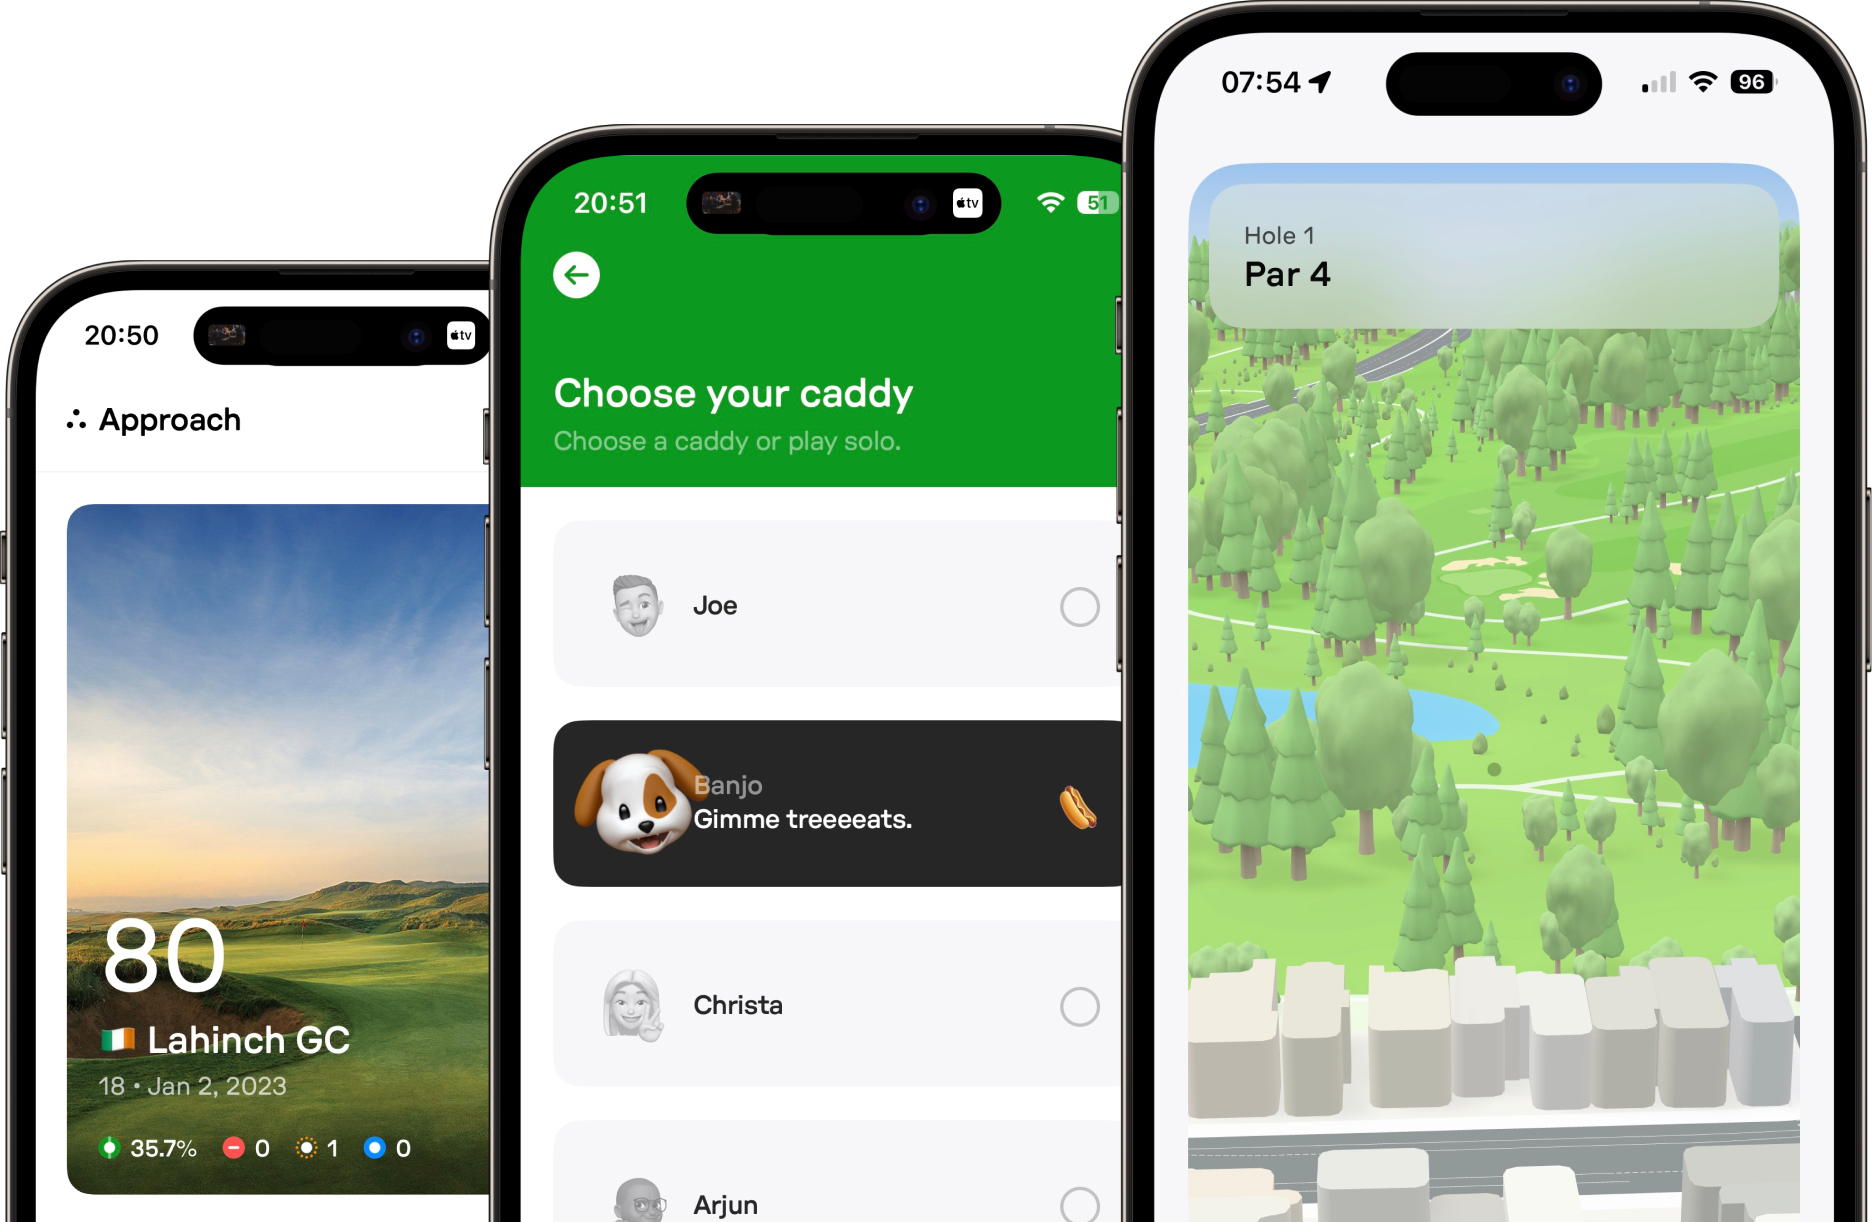 20:50
tv
Approach
80
🇮🇪 Lahinch GC
18 • Jan 2, 2023
35.7%
0
1
0
20:51
tv
51
Choose your caddy
Choose a caddy or play solo.
Joe
Banjo
Gimme treeeeats.
Christa
Arjun
07:54
96
Hole 1
Par 4